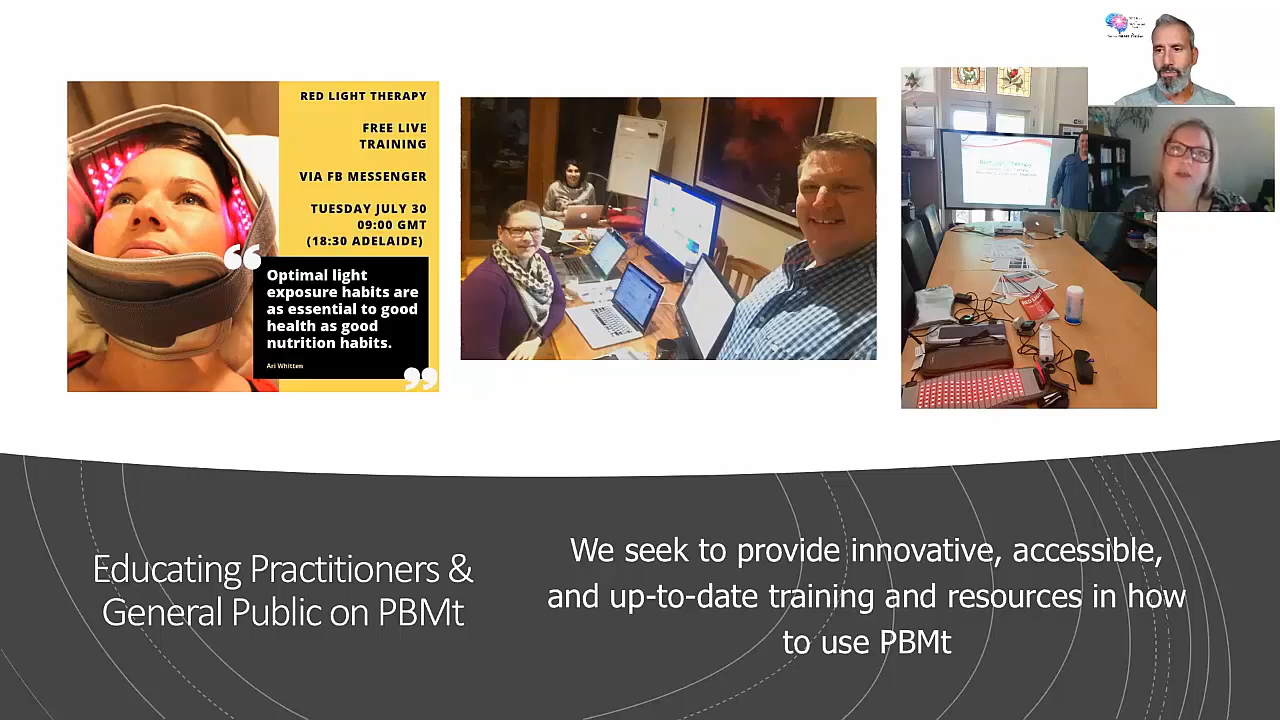 RED LIGHT THERAPY
FREE LIVE
TRAINING
VIA FB MESSENGER
TUESDAY JULY 30
09:00 GMT
(18:30 ADELAIDE)
“
Optimal light
exposure habits are
as essential to good
health as good
nutrition habits.
Ari Whitten
”
Educating Practitioners &
General Public on PBMt
We seek to provide innovative, accessible,
and up-to-date training and resources in how
to use PBMt